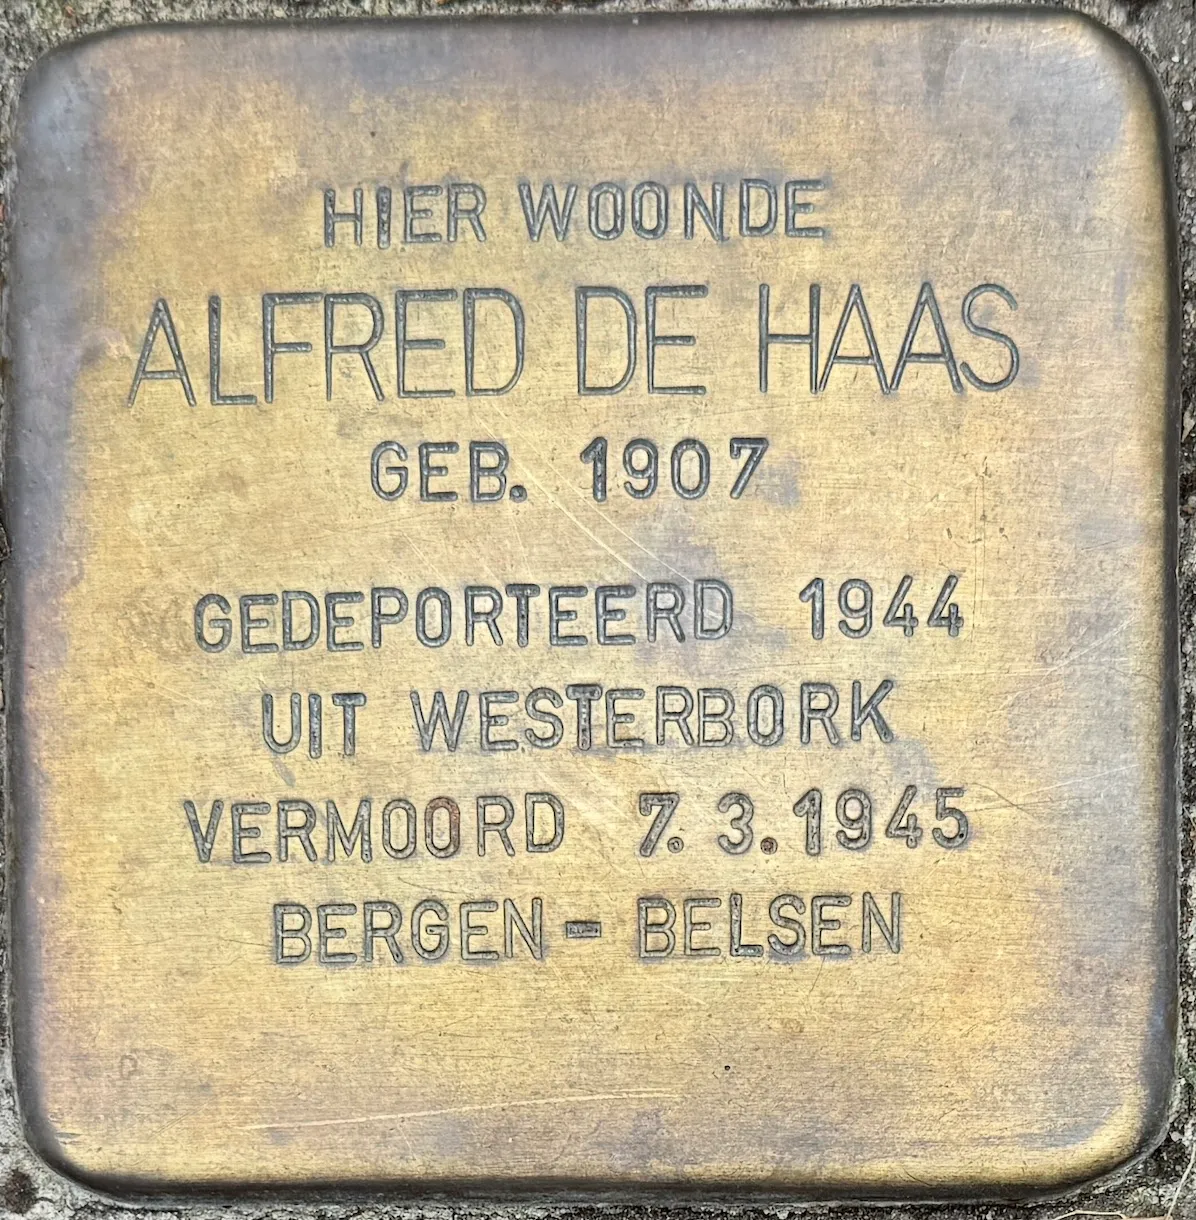 HIER WOONDE
ALFRED DE HAAS
GEB. 1907
GEDEPORTEERD 1944
UIT WESTERBORK
VERMOORD 7.3.1945
BERGEN-BELSEN